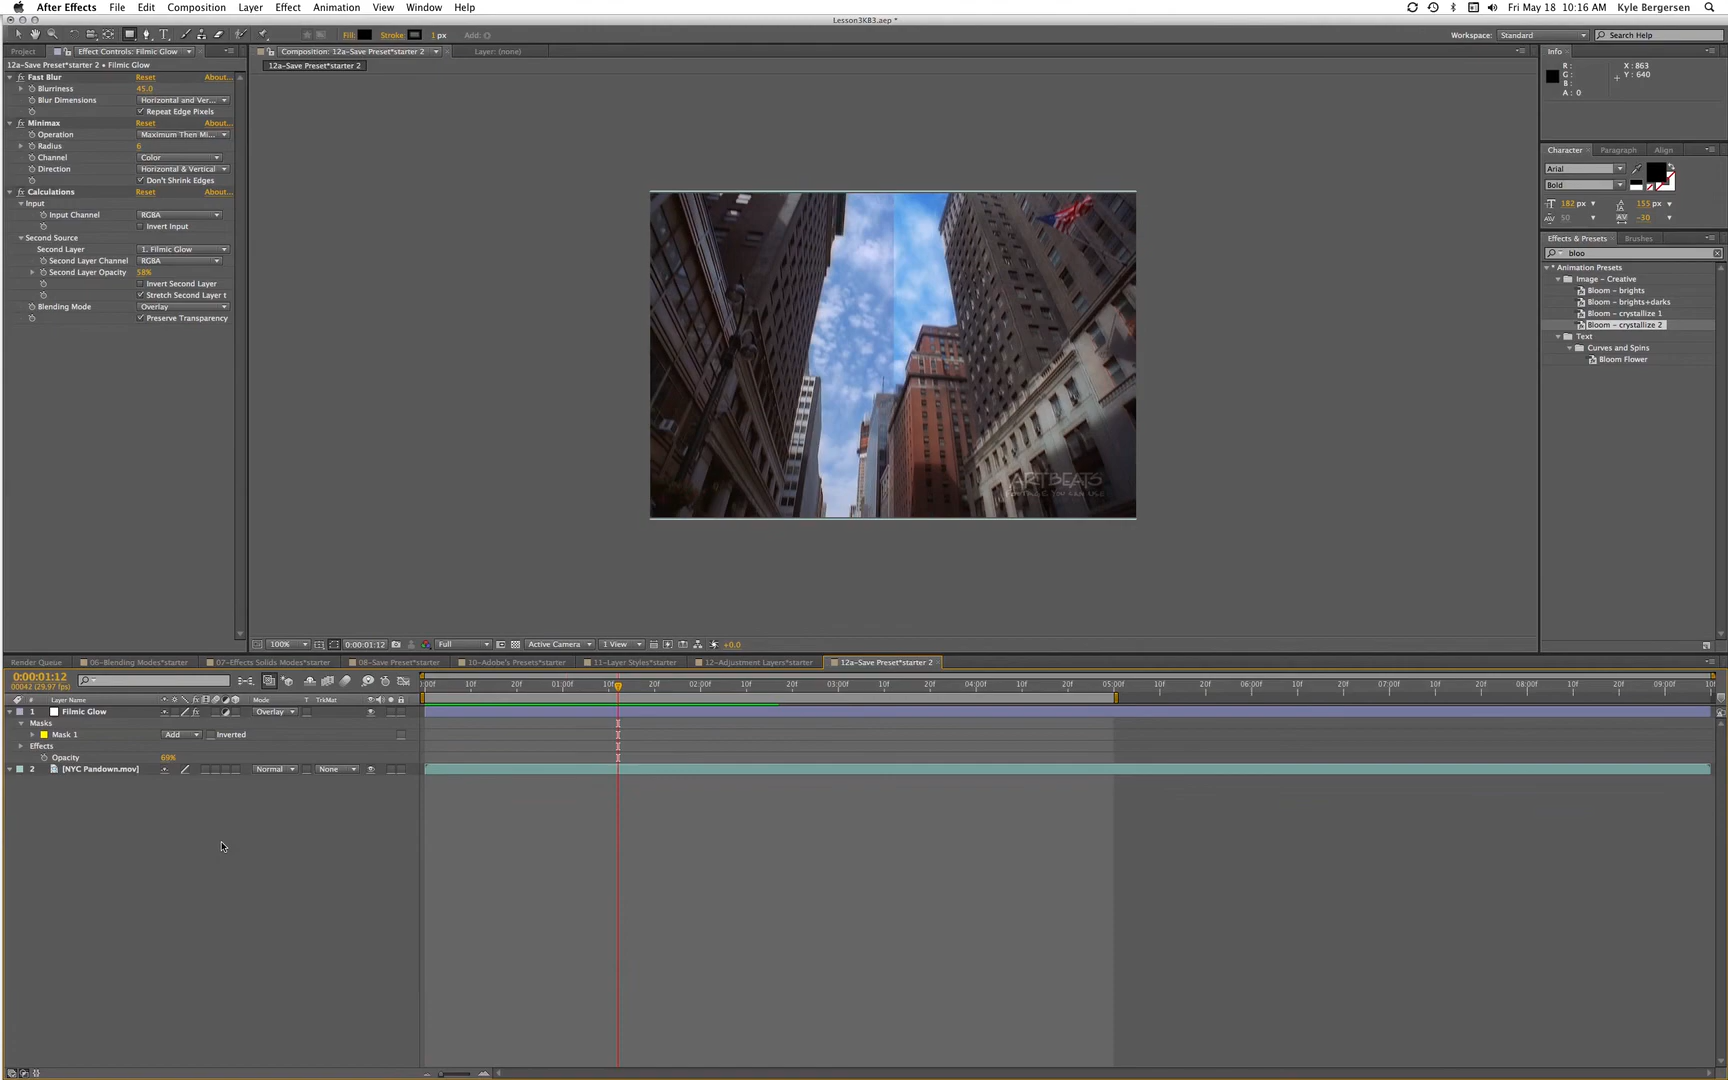 After Effects File Edit Composition Layer Effect Animation View Window Help Fri May 18 10:16 AM Kyle Bergersen
Lesson3KB3.aep *
Fill: Stroke: 1 px Add: Workspace: Standard Search Help
Project Effect Controls: Filmic Glow Composition: 12a-Save Preset*starter 2 Layer: (none) Info
12a-Save Preset*starter 2 • Filmic Glow 12a-Save Preset*starter 2
R : X : 863
G : Y : 640
B :
A : 0
Fast Blur Reset About...
Blurriness 45.0
Blur Dimensions Horizontal and Ver...
Repeat Edge Pixels
Minimax Reset About...
Operation Maximum Then Mi...
Radius 6
Channel Color
Direction Horizontal & Vertical
Don't Shrink Edges
Calculations Reset About...
Input
Input Channel RGBA
Invert Input
Second Source
Second Layer 1. Filmic Glow
Second Layer Channel RGBA
Second Layer Opacity 58%
Invert Second Layer
Stretch Second Layer t
Blending Mode Overlay
Preserve Transparency
ARTBEATS
Character Paragraph Align
Arial
Bold
182 px 155 px
50 -30
Effects & Presets Brushes
bloo
* Animation Presets
Image - Creative
Bloom - brights
Bloom - brights+darks
Bloom - crystallize 1
Bloom - crystallize 2
Text
Curves and Spins
Bloom Flower
100% 0:00:01:12 Full Active Camera 1 View +0.0
Render Queue 06-Blending Modes*starter 07-Effects Solids Modes*starter 08-Save Preset*starter 10-Adobe's Presets*starter 11-Layer Styles*starter 12-Adjustment Layers*starter 12a-Save Preset*starter 2
0:00:01:12
00042 (29.97 fps)
:00f 10f 20f 01:00f 10f 20f 02:00f 10f 20f 03:00f 10f 20f 04:00f 10f 20f 05:00f 10f 20f 06:00f 10f 20f 07:00f 10f 20f 08:00f 10f 20f 09:00f 10f
# Layer Name Mode T TrkMat
1 Filmic Glow Overlay
Masks
Mask 1 Add Inverted
Effects
Opacity 69%
2 [NYC Pandown.mov] Normal None